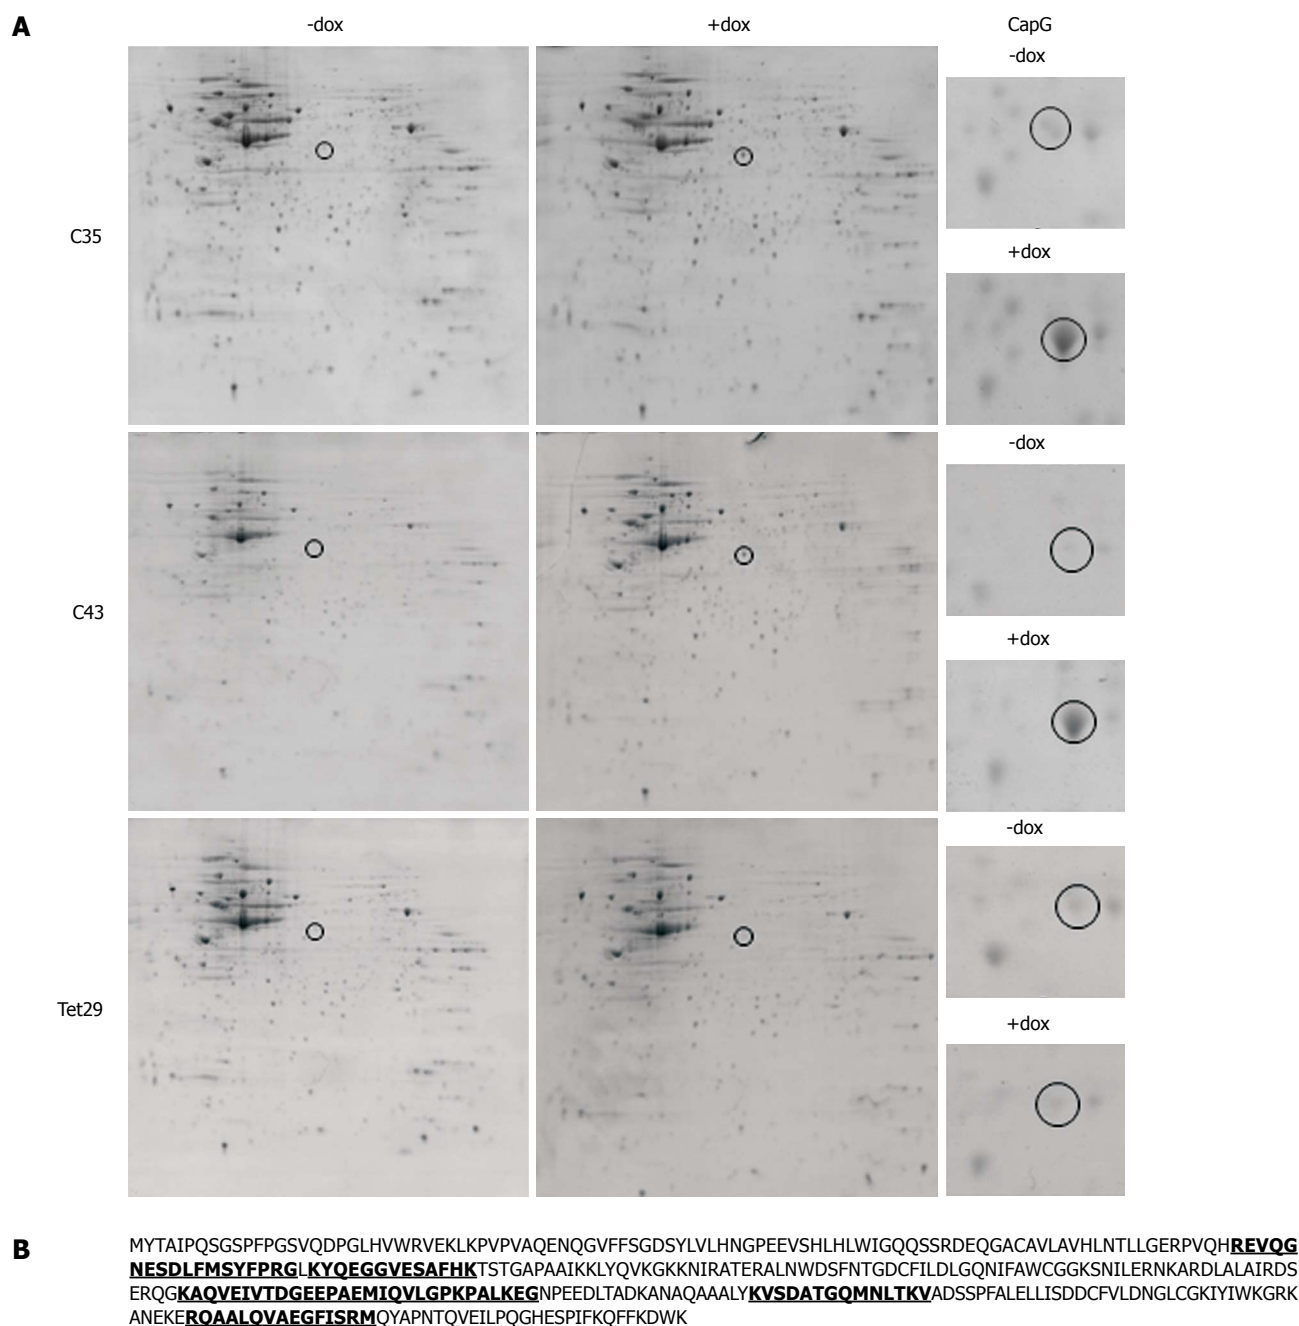 A
-dox
+dox
CapG
-dox
+dox
C35
-dox
+dox
C43
-dox
+dox
Tet29
B
MYTAIPQSGSPFPGSVQDPGLHVWRVEKLKPVPVAQENQGVFFSGDSYLVLHNGPEEVSHLHLWIGQQSSRDEQGACAVLAVHLNTLLGERPVQHREVQG
NESDLFMSYFPRGLKYQEGGVESAFHKTSTGAPAAIKKLYQVKGKKNIRATERALNWDSFNTGDCFILDLGQNIFAWCGGKSNILERNKARDLALAIRDS
ERQGKAQVEIVTDGEEPAEMIQVLGPKPALKEGNPEEDLTADKANAQAAALYKVSDATGQMNLTKVADSSPFALELLISDDCFVLDNGLCGKIYIWKGRK
ANEKERQAALQVAEGFISRMQYAPNTQVEILPQGHESPIFKQFFKDWK